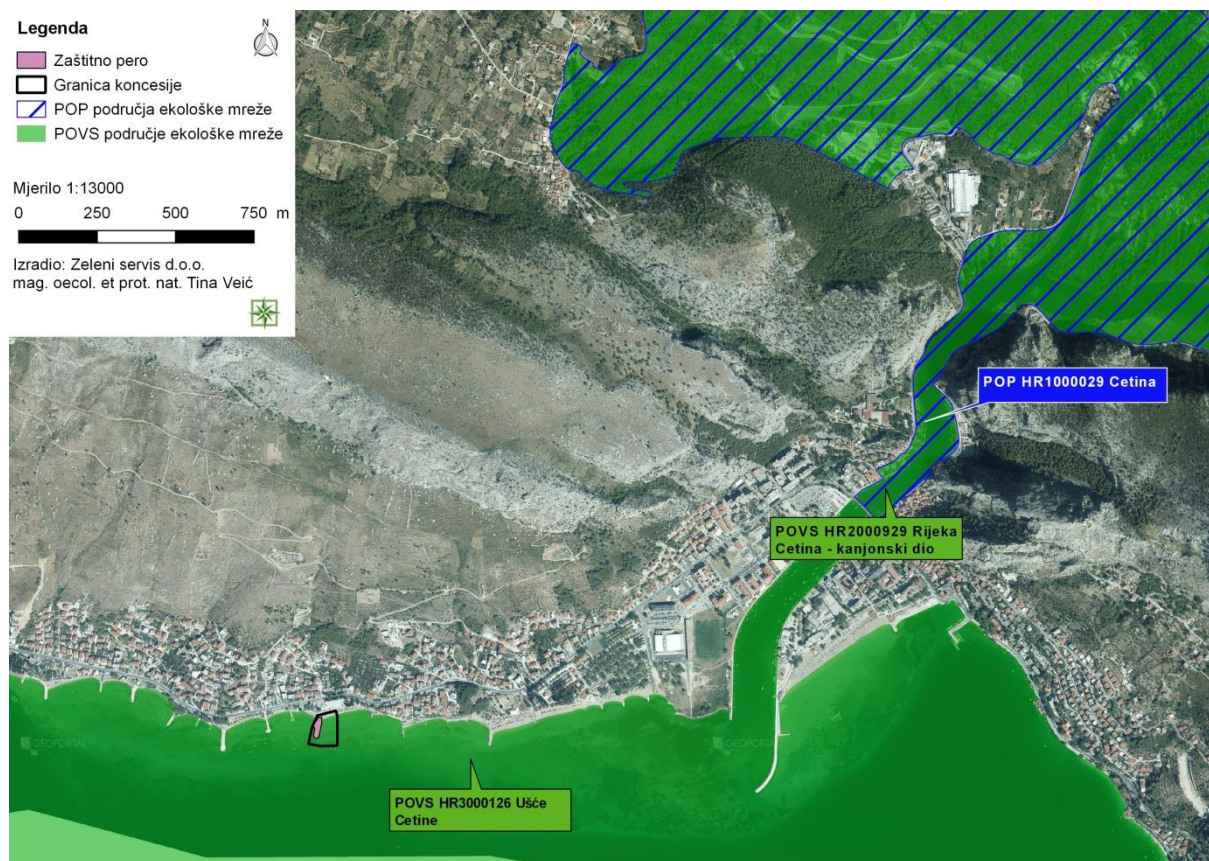 Legenda
N
Zaštitno pero
Granica koncesije
POP područja ekološke mreže
POVS područje ekološke mreže
Mjerilo 1:13000
0 250 500 750 m
Izradio: Zeleni servis d.o.o.
mag. oecol. et prot. nat. Tina Veić
POP HR1000029 Cetina
POVS HR2000929 Rijeka
Cetina - kanjonski dio
GEOPORTAL
GEOPORTAL
POVS HR3000126 Ušće
Cetine